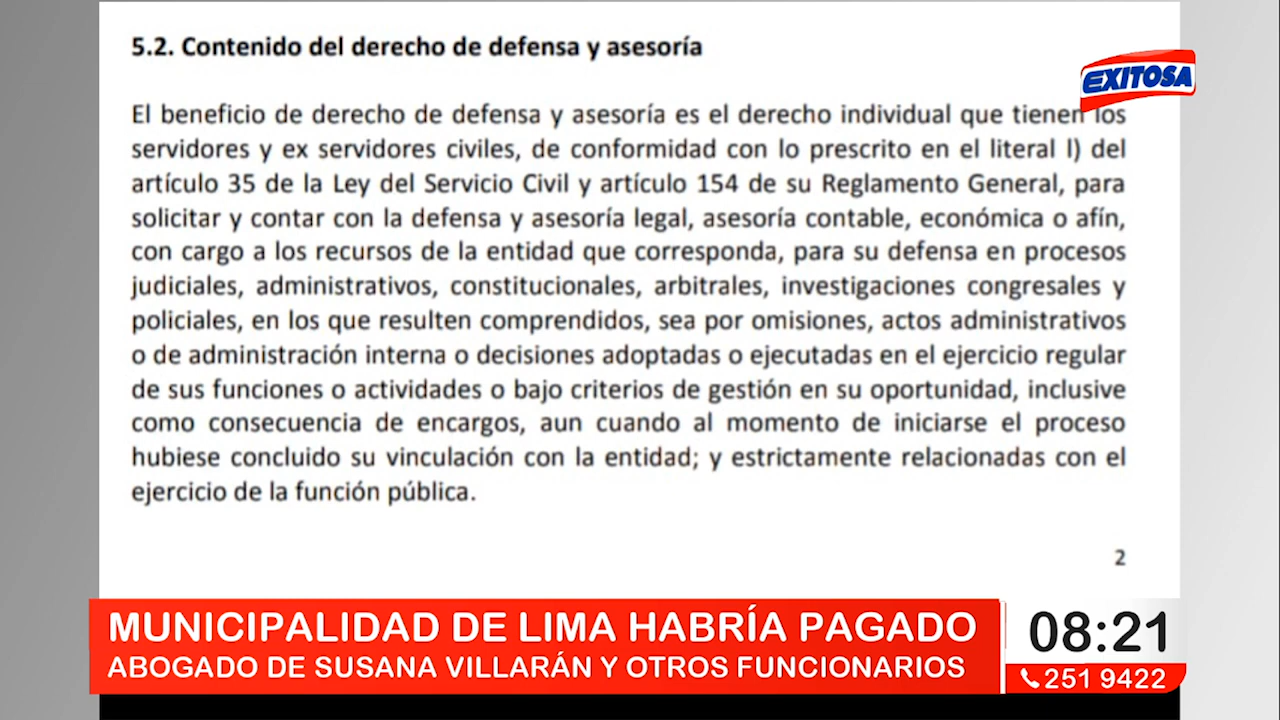 5.2. Contenido del derecho de defensa y asesoría
EXITOSA
El beneficio de derecho de defensa y asesoría es el derecho individual que tienen los
servidores y ex servidores civiles, de conformidad con lo prescrito en el literal l) del
artículo 35 de la Ley del Servicio Civil y artículo 154 de su Reglamento General, para
solicitar y contar con la defensa y asesoría legal, asesoría contable, económica o afín,
con cargo a los recursos de la entidad que corresponda, para su defensa en procesos
judiciales, administrativos, constitucionales, arbitrales, investigaciones congresales y
policiales, en los que resulten comprendidos, sea por omisiones, actos administrativos
o de administración interna o decisiones adoptadas o ejecutadas en el ejercicio regular
de sus funciones o actividades o bajo criterios de gestión en su oportunidad, inclusive
como consecuencia de encargos, aun cuando al momento de iniciarse el proceso
hubiese concluido su vinculación con la entidad; y estrictamente relacionadas con el
ejercicio de la función pública.
2
MUNICIPALIDAD DE LIMA HABRÍA PAGADO
ABOGADO DE SUSANA VILLARÁN Y OTROS FUNCIONARIOS
08:21
251 9422